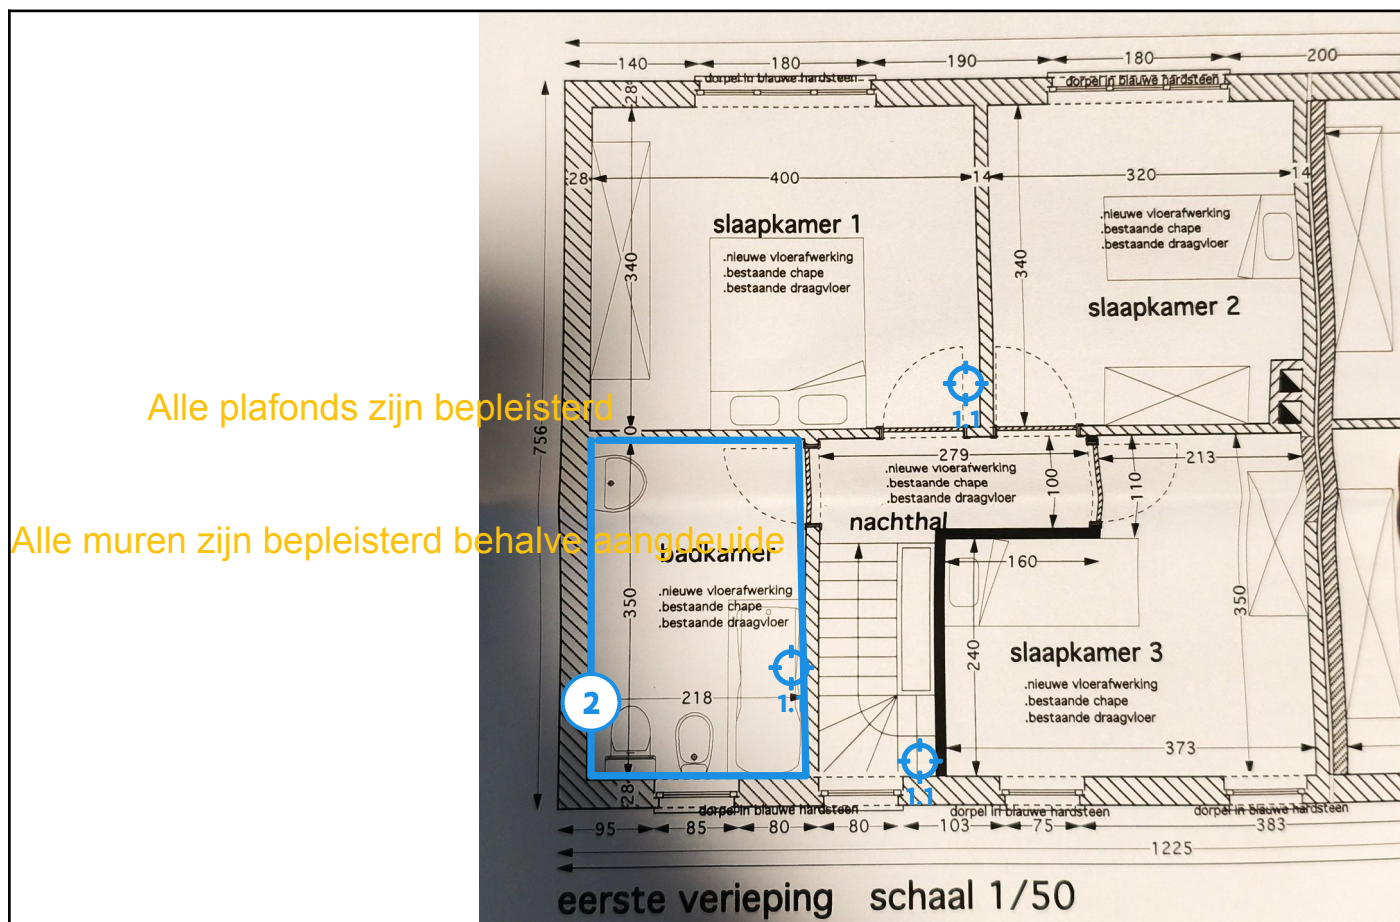 140 180 190 180 200
dorpel in blauwe hardsteen
dorpel in blauwe hardsteen
28
28 400 14 320 14
slaapkamer 1
.nieuwe vloerafwerking
.bestaande chape
.bestaande draagvloer
340
.nieuwe vloerafwerking
.bestaande chape
.bestaande draagvloer
340
slaapkamer 2
1.1
Alle plafonds zijn bepleisterd
756
0
279
.nieuwe vloerafwerking
.bestaande chape
.bestaande draagvloer
100
110
213
nachthal
Alle muren zijn bepleisterd behalve aangdeuide
badkamer
.nieuwe vloerafwerking
.bestaande chape
.bestaande draagvloer
350
218
2
1.1
160
240
350
slaapkamer 3
.nieuwe vloerafwerking
.bestaande chape
.bestaande draagvloer
373
1.1
28
dorpel in blauwe hardsteen
dorpel in blauwe hardsteen
dorpel in blauwe hardsteen
95 85 80 80 103 75 383
1225
eerste verieping schaal 1/50